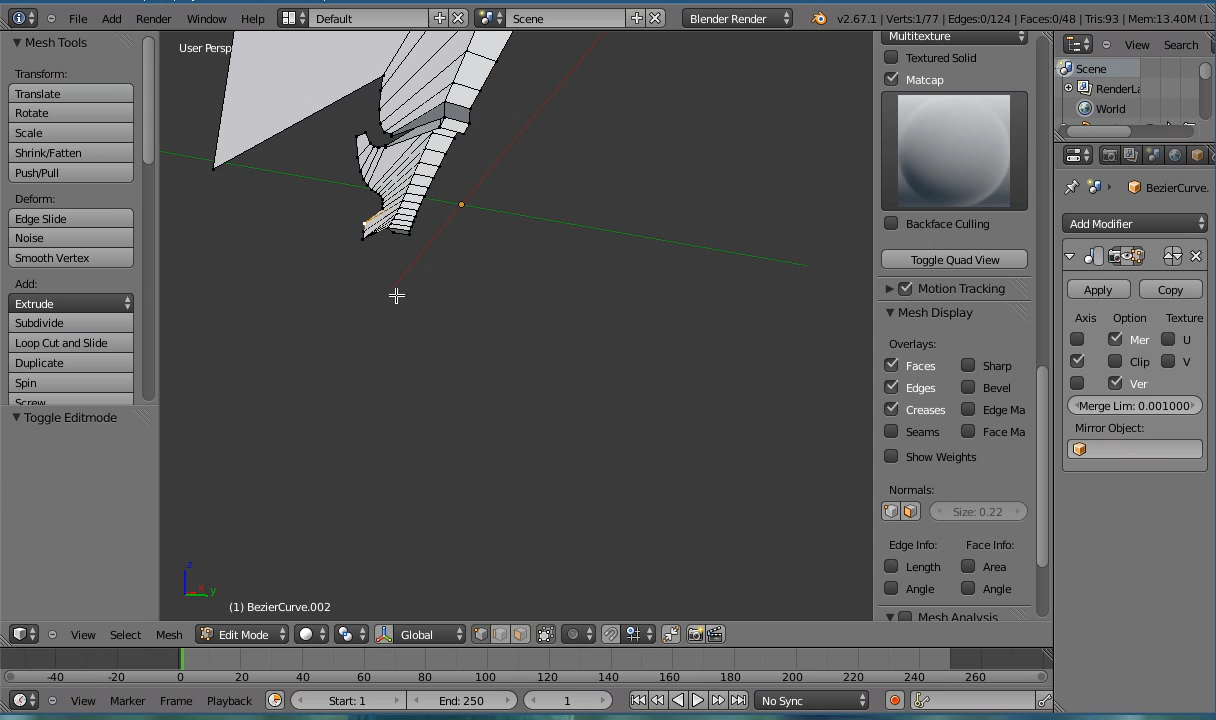 File Add Render Window Help Default Scene Blender Render v2.67.1 | Verts:1/77 | Edges:0/124 | Faces:0/48 | Tris:93 | Mem:13.40M (1.
Mesh Tools
Transform:
Translate
Rotate
Scale
Shrink/Fatten
Push/Pull
Deform:
Edge Slide
Noise
Smooth Vertex
Add:
Extrude
Subdivide
Loop Cut and Slide
Duplicate
Spin
Screw
Toggle Editmode
User Persp
z
x y
(1) BezierCurve.002
Multitexture
Textured Solid
Matcap
Backface Culling
Toggle Quad View
Motion Tracking
Mesh Display
Overlays:
Faces Sharp
Edges Bevel
Creases Edge Ma
Seams Face Ma
Show Weights
Normals:
Size: 0.22
Edge Info: Face Info:
Length Area
Angle Angle
Mesh Analysis
View Search
Scene
RenderLa
World
BezierCurve.
Add Modifier
Apply Copy
Axis Option Texture
Mer U
Clip V
Ver
Merge Lim: 0.001000
Mirror Object:
View Select Mesh Edit Mode Global
-40 -20 0 20 40 60 80 100 120 140 160 180 200 220 240 260
View Marker Frame Playback Start: 1 End: 250 1 No Sync